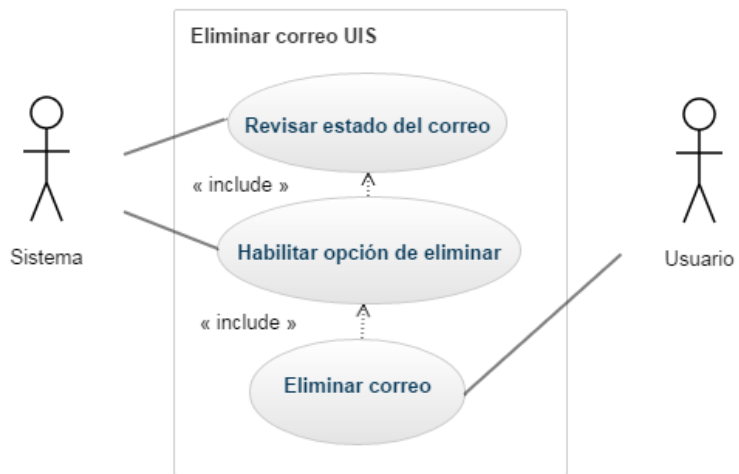 Eliminar correo UIS
Revisar estado del correo
« include »
Habilitar opción de eliminar
Sistema
Usuario
« include »
Eliminar correo